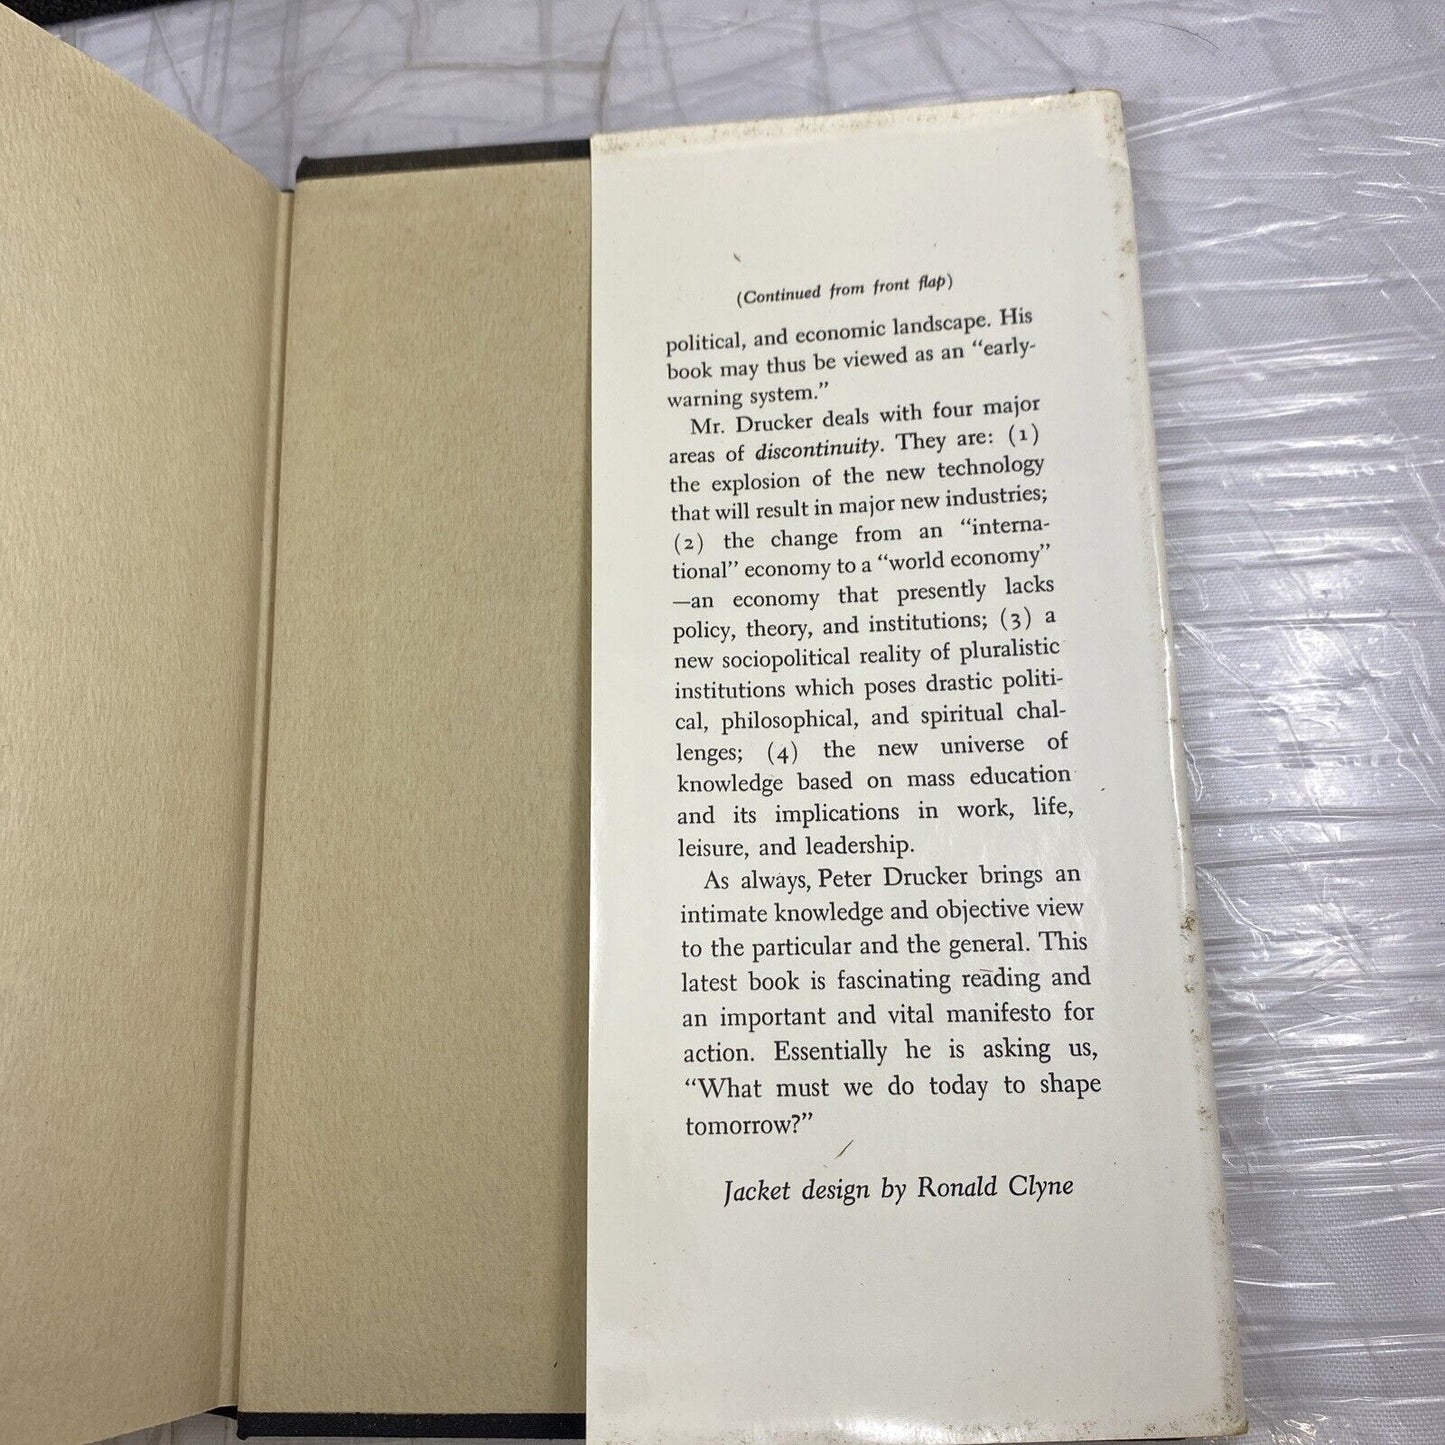 (Continued from front flap)
political, and economic landscape. His
book may thus be viewed as an “early-
warning system.”
Mr. Drucker deals with four major
areas of discontinuity. They are: (1)
the explosion of the new technology
that will result in major new industries;
(2) the change from an “interna-
tional” economy to a “world economy”
—an economy that presently lacks
policy, theory, and institutions; (3) a
new sociopolitical reality of pluralistic
institutions which poses drastic politi-
cal, philosophical, and spiritual chal-
lenges; (4) the new universe of
knowledge based on mass education
and its implications in work, life,
leisure, and leadership.
As always, Peter Drucker brings an
intimate knowledge and objective view
to the particular and the general. This
latest book is fascinating reading and
an important and vital manifesto for
action. Essentially he is asking us,
“What must we do today to shape
tomorrow?”
Jacket design by Ronald Clyne